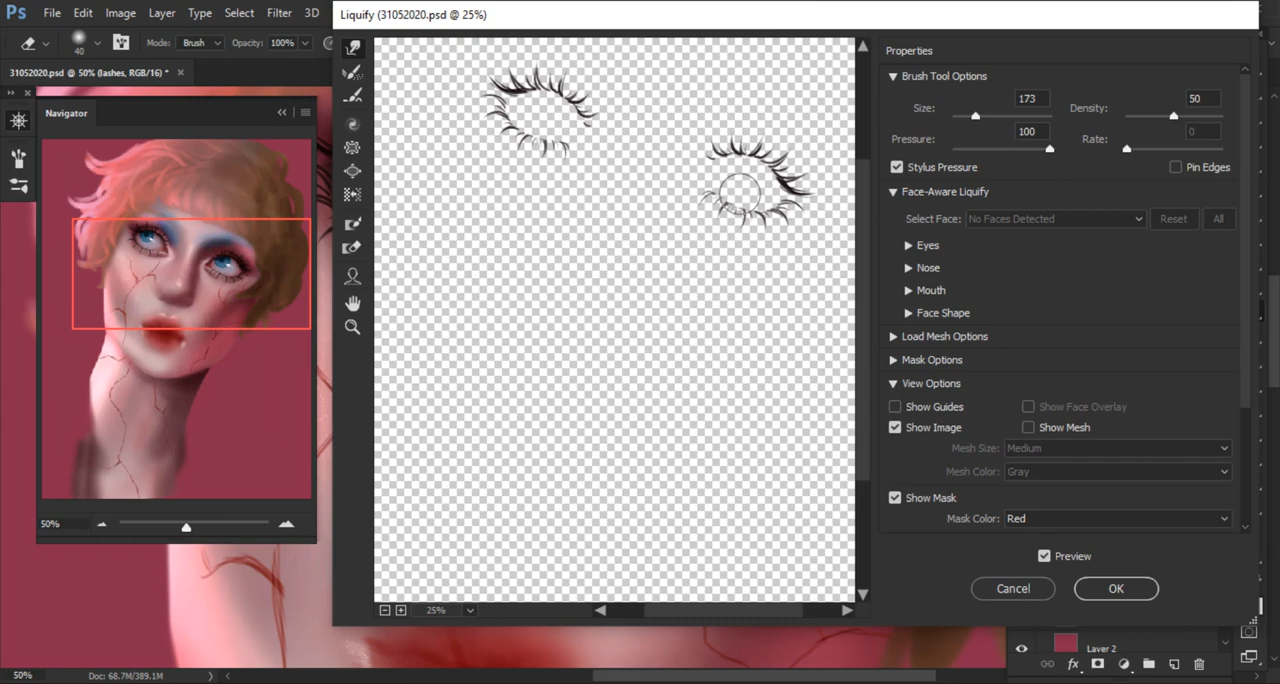 Ps File Edit Image Layer Type Select Filter 3D
Liquify (31052020.psd @ 25%)
40 Mode: Brush Opacity: 100%
31052020.psd @ 50% (lashes, RGB/16) * ×
Navigator
50%
25%
Properties
Brush Tool Options
Size: 173 Density: 50
Pressure: 100 Rate: 0
Stylus Pressure Pin Edges
Face-Aware Liquify
Select Face: No Faces Detected Reset All
Eyes
Nose
Mouth
Face Shape
Load Mesh Options
Mask Options
View Options
Show Guides Show Face Overlay
Show Image Show Mesh
Mesh Size: Medium
Mesh Color: Gray
Show Mask
Mask Color: Red
Preview
Cancel OK
Layer 2
fx
50% Doc: 68.7M/389.1M